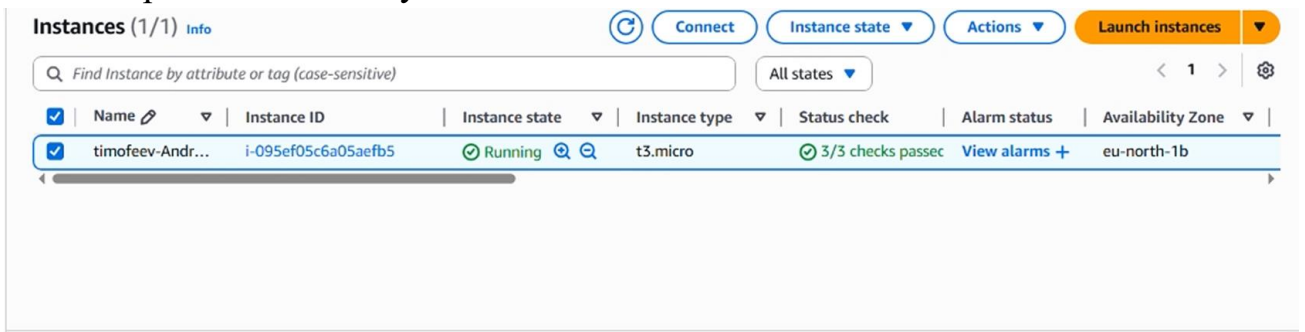 Instances (1/1) Info
Connect
Instance state
Actions
Launch instances
Find Instance by attribute or tag (case-sensitive)
All states
1
Name Instance ID Instance state Instance type Status check Alarm status Availability Zone
timofeev-Andr... i-095ef05c6a05aefb5 Running t3.micro 3/3 checks passec View alarms + eu-north-1b